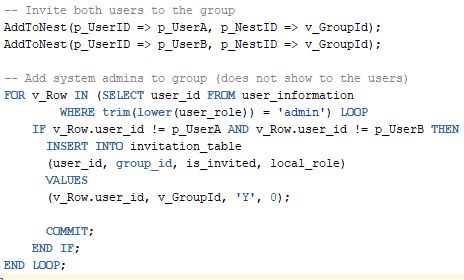 -- Invite both users to the group
AddToNest(p_UserID => p_UserA, p_NestID => v_GroupId);
AddToNest(p_UserID => p_UserB, p_NestID => v_GroupId);
-- Add system admins to group (does not show to the users)
FOR v_Row IN (SELECT user_id FROM user_information
WHERE trim(lower(user_role)) = 'admin') LOOP
IF v_Row.user_id != p_UserA AND v_Row.user_id != p_UserB THEN
INSERT INTO invitation_table
(user_id, group_id, is_invited, local_role)
VALUES
(v_Row.user_id, v_GroupId, 'Y', 0);
COMMIT;
END IF;
END LOOP;